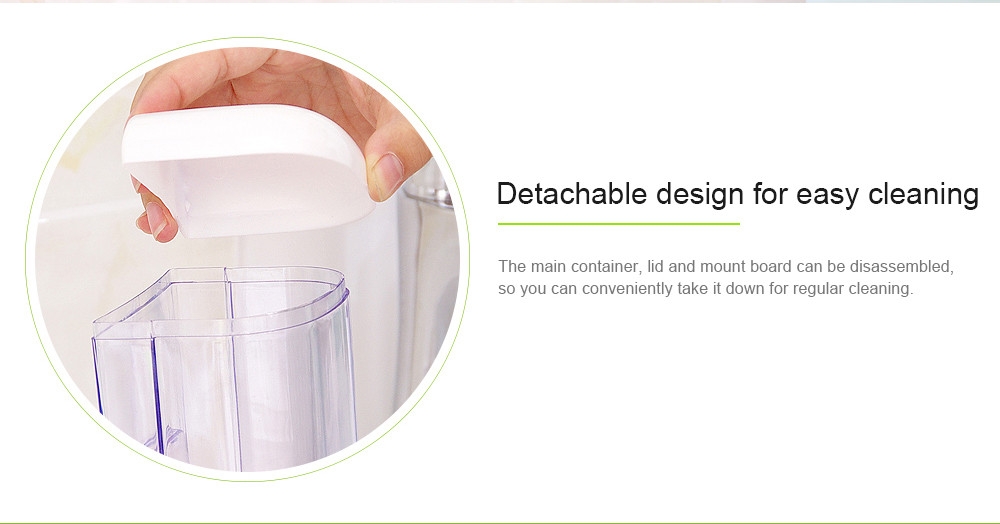 Detachable design for easy cleaning
The main container, lid and mount board can be disassembled,
so you can conveniently take it down for regular cleaning.